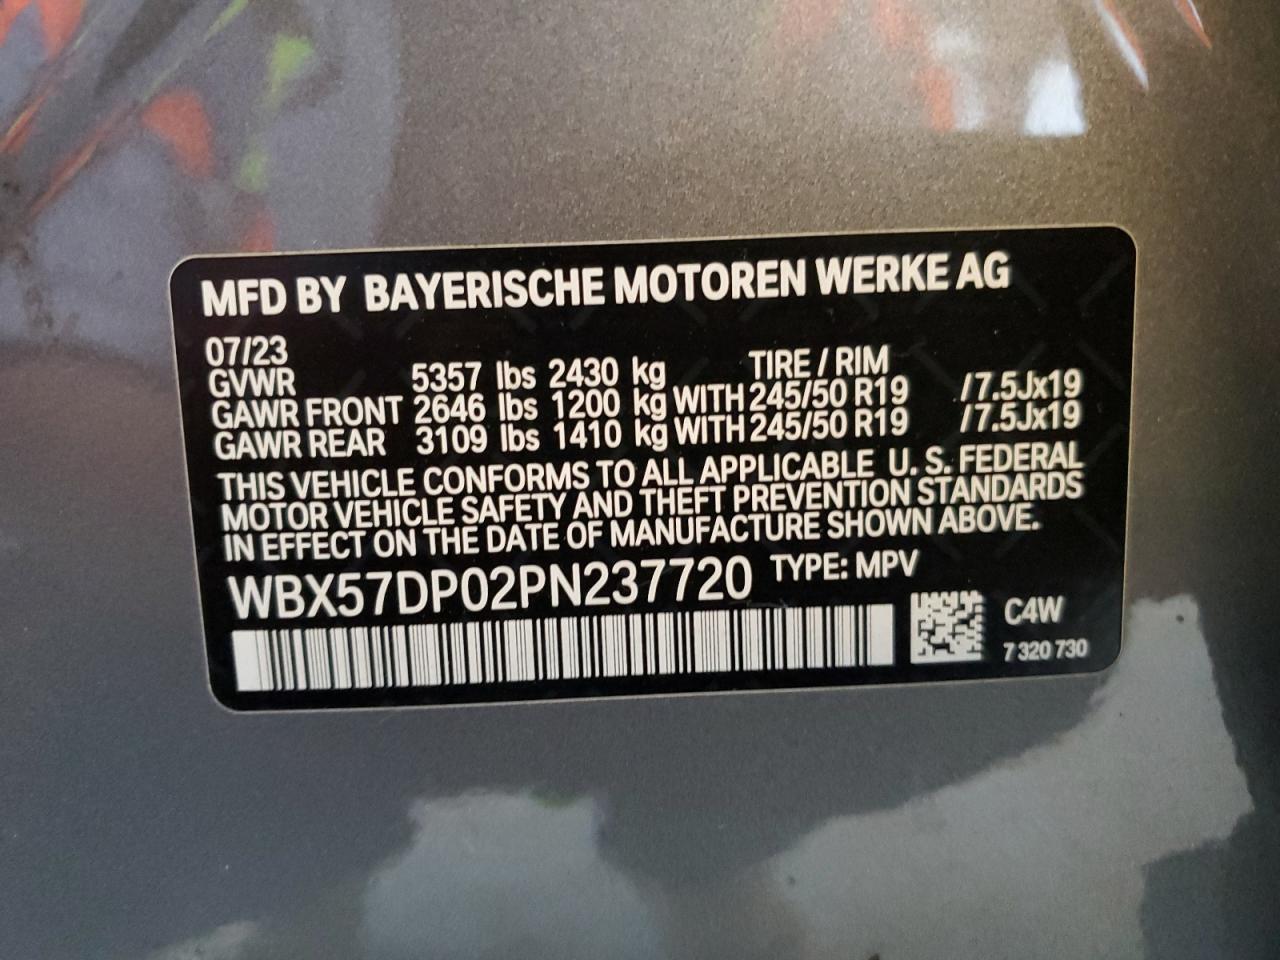 MFD BY BAYERISCHE MOTOREN WERKE AG
07/23 TIRE / RIM
GVWR 5357 lbs 2430 kg
GAWR FRONT 2646 lbs 1200 kg WITH 245/50 R19 /7.5Jx19
GAWR REAR 3109 lbs 1410 kg WITH 245/50 R19 /7.5Jx19
THIS VEHICLE CONFORMS TO ALL APPLICABLE U. S. FEDERAL
MOTOR VEHICLE SAFETY AND THEFT PREVENTION STANDARDS
IN EFFECT ON THE DATE OF MANUFACTURE SHOWN ABOVE.
WBX57DP02PN237720 TYPE: MPV
C4W
7 320 730